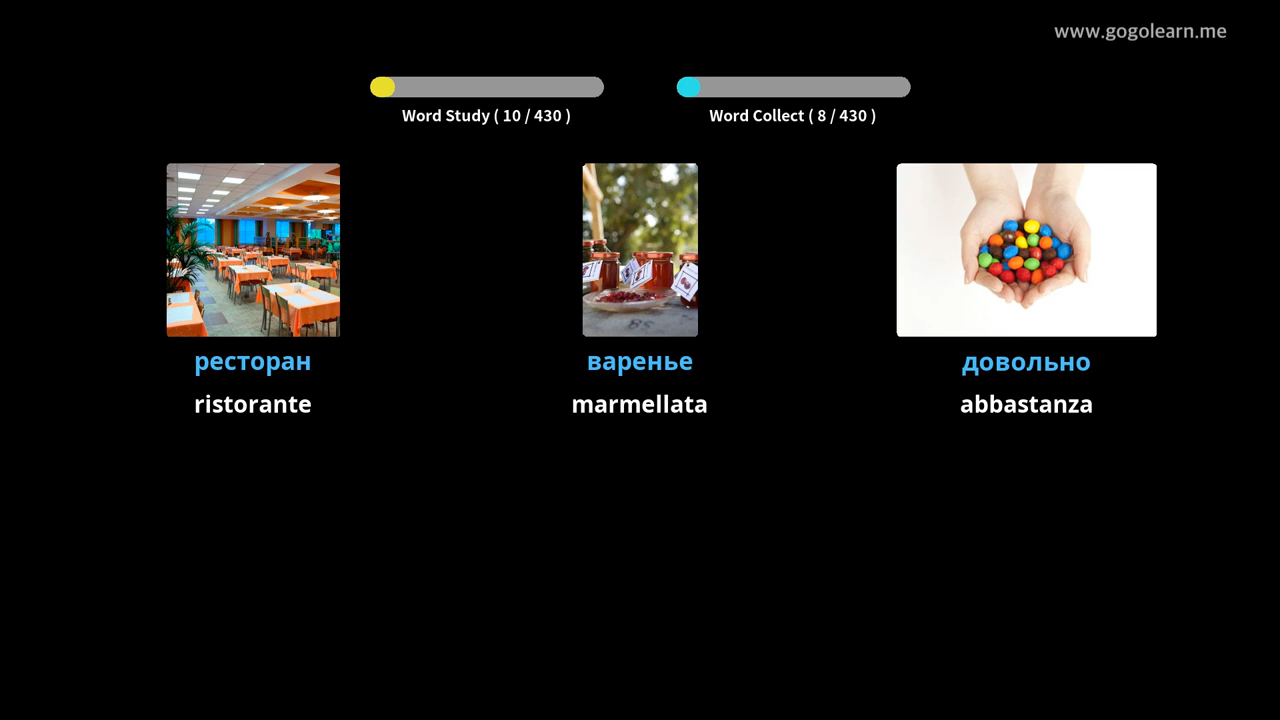 www.gogolearn.me
Word Study ( 10 / 430 )
Word Collect ( 8 / 430 )
ресторан
варенье
довольно
ristorante
marmellata
abbastanza